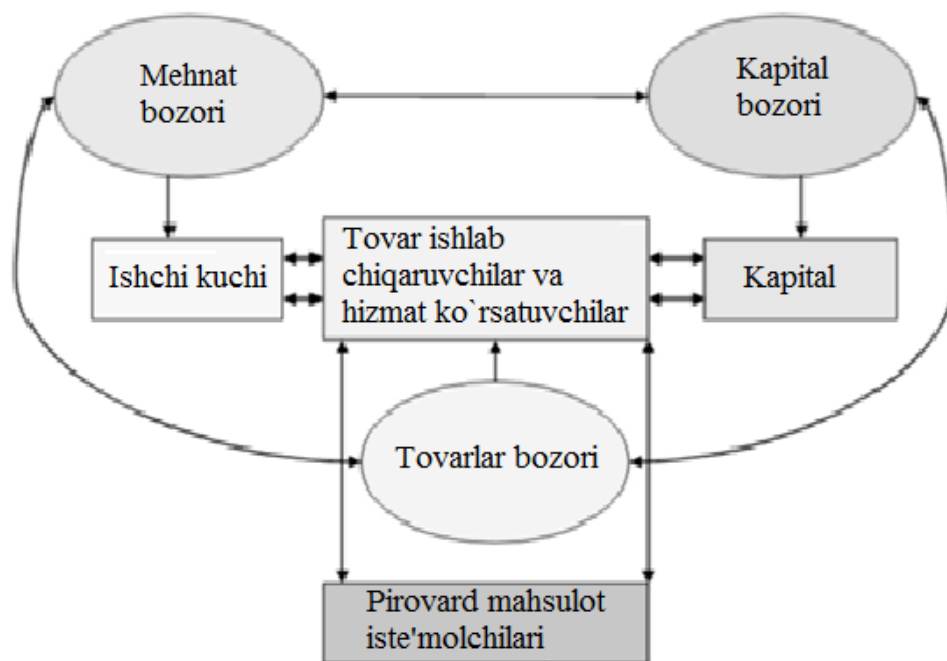 Mehnat
bozori
Kapital
bozori
Ishchi kuchi
Tovar ishlab
chiqaruvchilar va
hizmat ko`rsatuvchilar
Kapital
Tovarlar bozori
Pirovard mahsulot
iste'molchilari